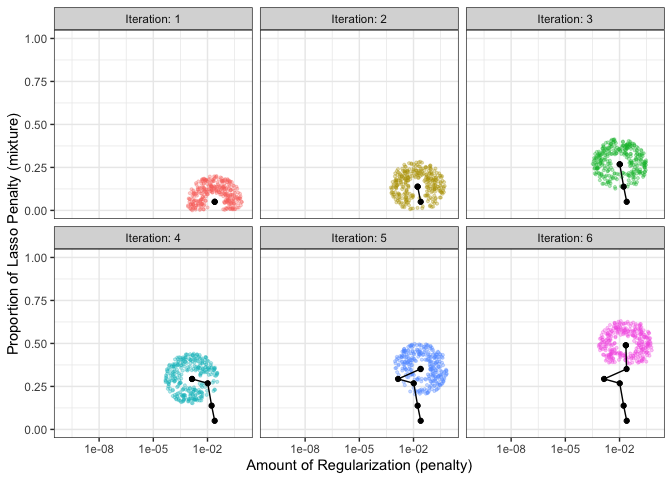 Iteration: 1
Iteration: 2
Iteration: 3
1.00
0.75
0.50
0.25
0.00
Iteration: 4
Iteration: 5
Iteration: 6
1.00
0.75
0.50
0.25
0.00
1e-08 1e-05 1e-02
1e-08 1e-05 1e-02
1e-08 1e-05 1e-02
Amount of Regularization (penalty)
Proportion of Lasso Penalty (mixture)